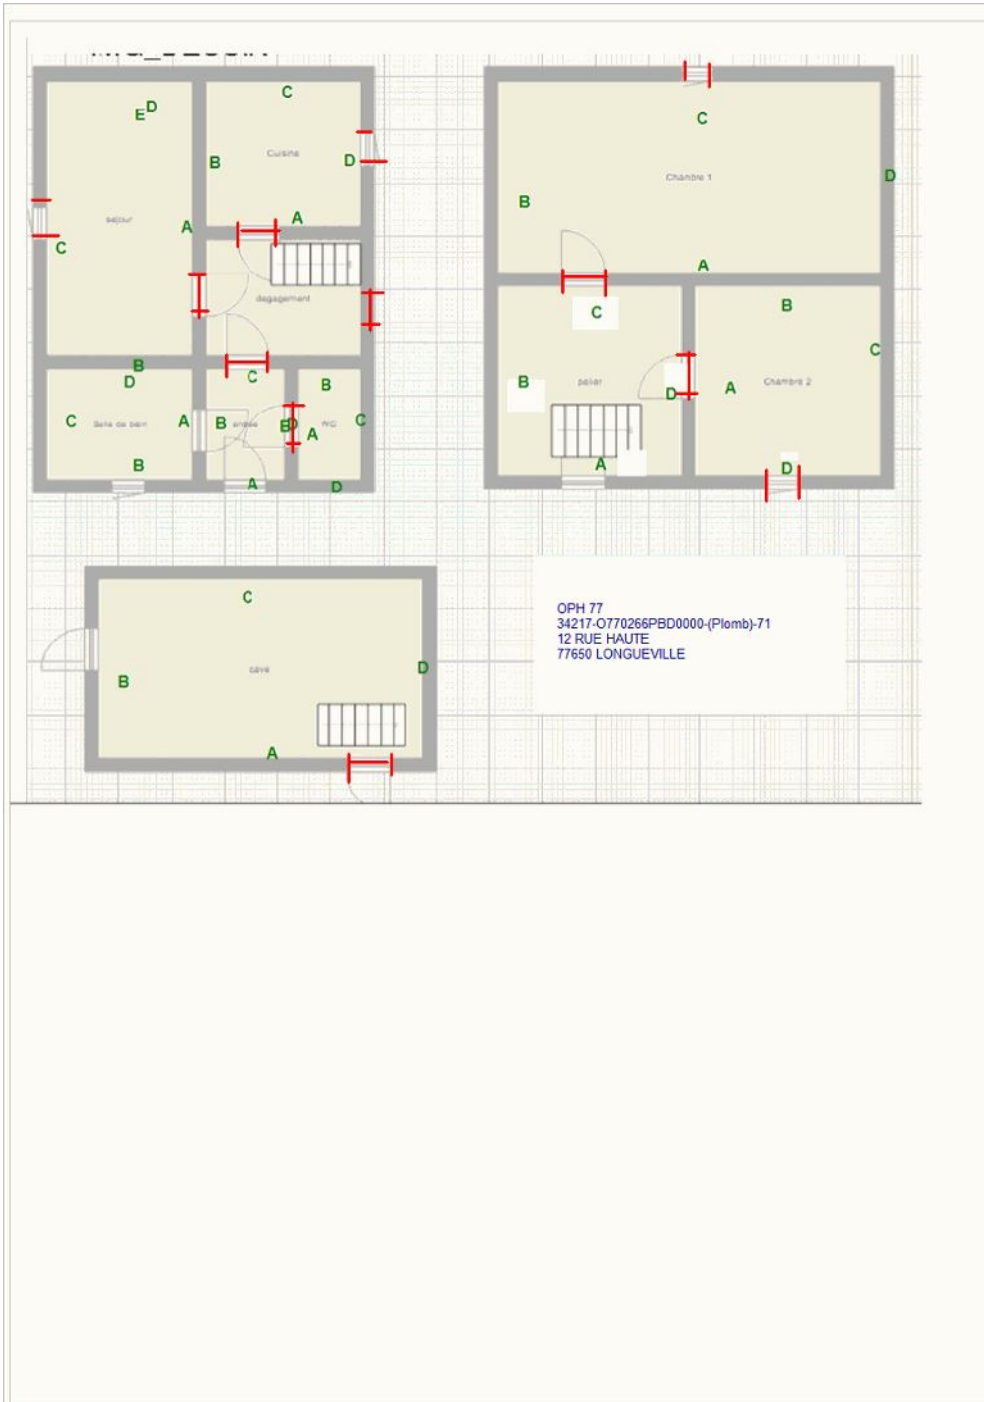 E D
C
Cuisine
B
D
séjour
A
A
C
dégagement
B
D
C
B
C
Salle de bain
A
B
entrée
B
D
A
WC
C
B
A
D
C
Chambre 1
B
D
A
C
B
palier
D
A
B
C
A
Chambre 2
D
C
cave
B
D
A
OPH 77
34217-O770266PBD0000-(Plomb)-71
12 RUE HAUTE
77650 LONGUEVILLE